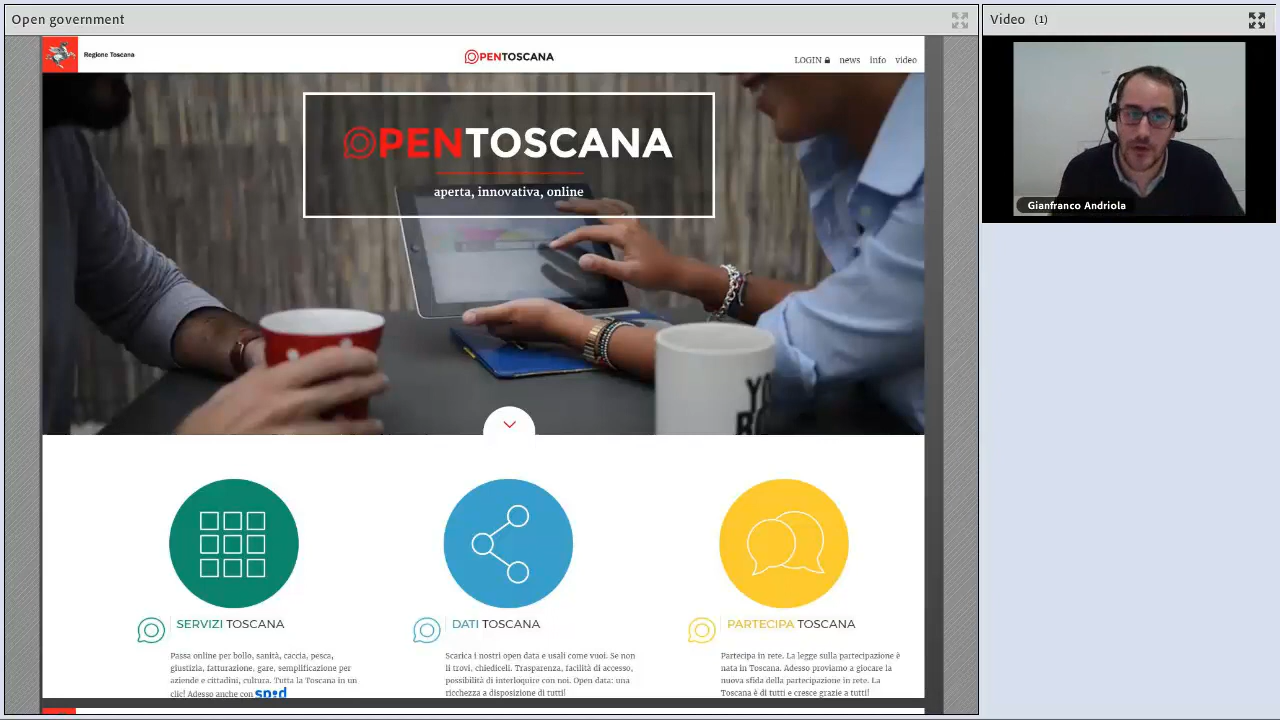 Open government
Video (1)
Regione Toscana
OPENTOSCANA
LOGIN news info video
OPENTOSCANA
aperta, innovativa, online
Gianfranco Andriola
SERVIZI TOSCANA
Passa online per bollo, sanità, caccia, pesca,
giustizia, fatturazione, gare, semplificazione per
aziende e cittadini, cultura. Tutta la Toscana in un
clic! Adesso anche con spid
DATI TOSCANA
Scarica i nostri open data e usali come vuoi. Se non
li trovi, chiediceli. Trasparenza, facilità di accesso,
possibilità di interloquire con noi. Open data: una
ricchezza a disposizione di tutti!
PARTECIPA TOSCANA
Partecipa in rete. La legge sulla partecipazione è
nata in Toscana. Adesso proviamo a giocare la
nuova sfida della partecipazione in rete. La
Toscana è di tutti e cresce grazie a tutti!